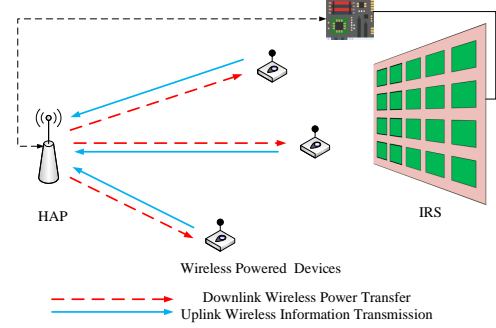 HAP
IRS
Wireless Powered Devices
Downlink Wireless Power Transfer
Uplink Wireless Information Transmission